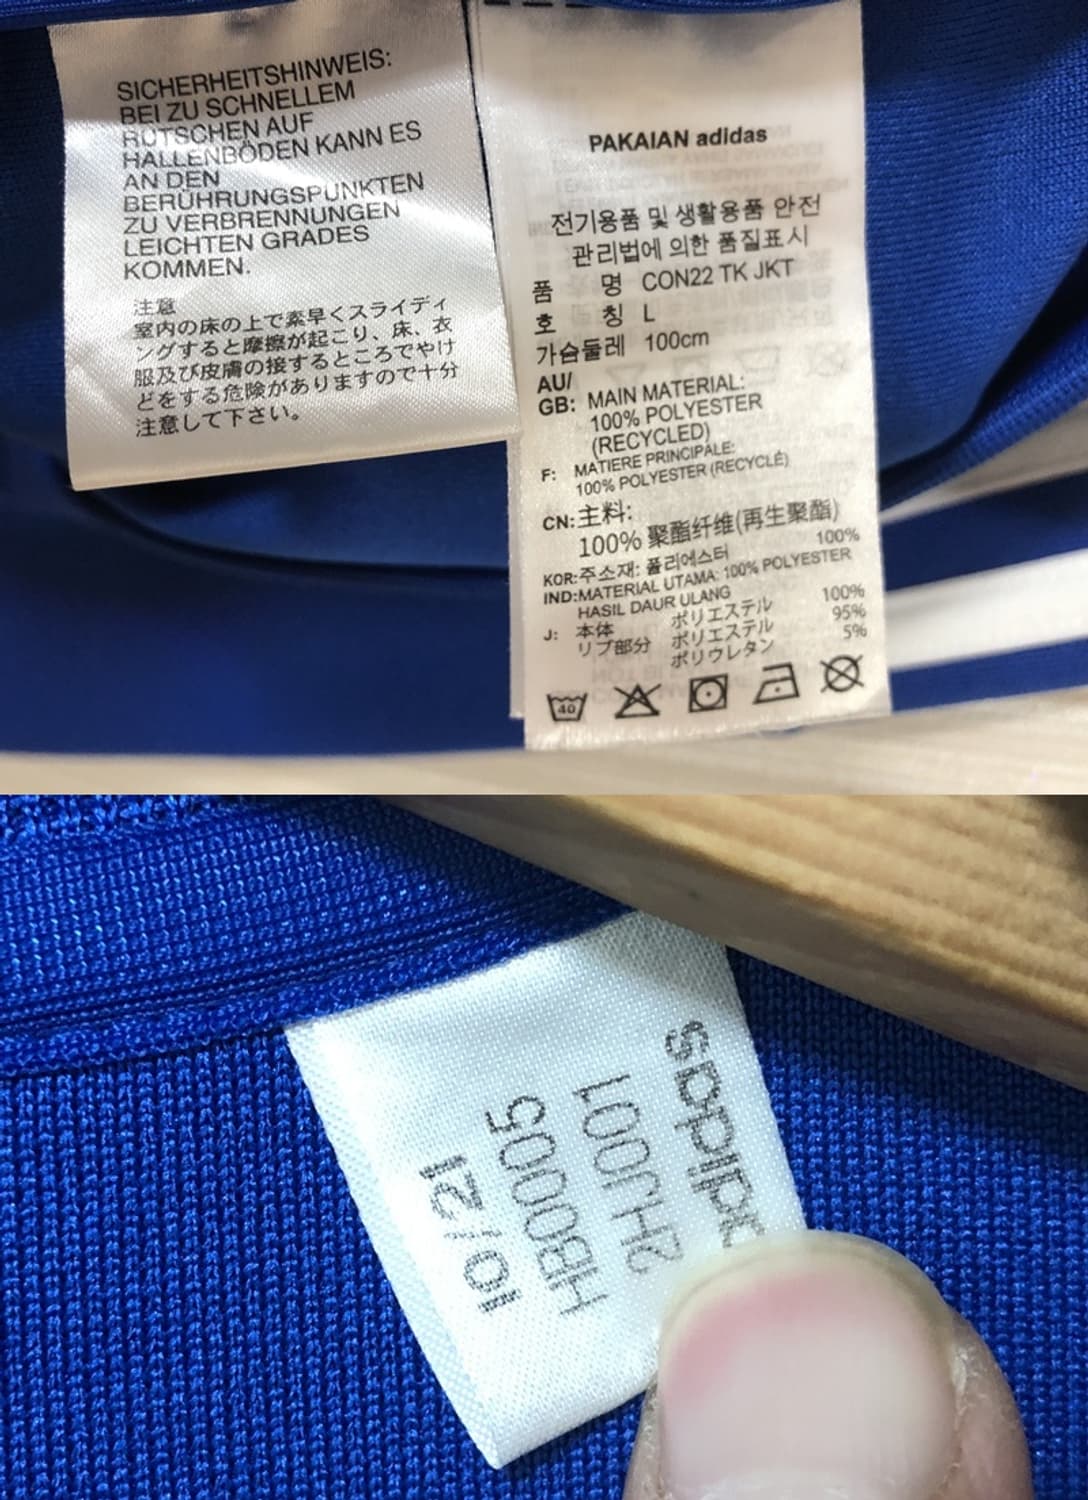 SICHERHEITSHINWEIS:
BEI ZU SCHNELLEM
RUTSCHEN AUF
HALLENBÖDEN KANN ES
AN DEN
BERÜHRUNGSPUNKTEN
ZU VERBRENNUNGEN
LEICHTEN GRADES
KOMMEN.
注意
室内の床の上で素早くスライディ
ングすると摩擦が起こり、床、衣
服及び皮膚の接するところでやけ
どをする危険がありますので十分
注意して下さい。
PAKAIAN adidas
전기용품 및 생활용품 안전
관리법에 의한 품질표시
품 명 CON22 TK JKT
호 칭 L
가슴둘레 100cm
AU/
GB: MAIN MATERIAL:
100% POLYESTER
(RECYCLED)
F: MATIERE PRINCIPALE:
100% POLYESTER (RECYCLÉ)
CN: 主料:
100% 聚酯纤维(再生聚酯)
KOR: 주소재: 폴리에스터 100%
IND: MATERIAL UTAMA: 100% POLYESTER
HASIL DAUR ULANG
J: 本体 ポリエステル 100%
リブ部分 ポリエステル 95%
ポリウレタン 5%
40
adidas
2HJ001
HB0005
10/21